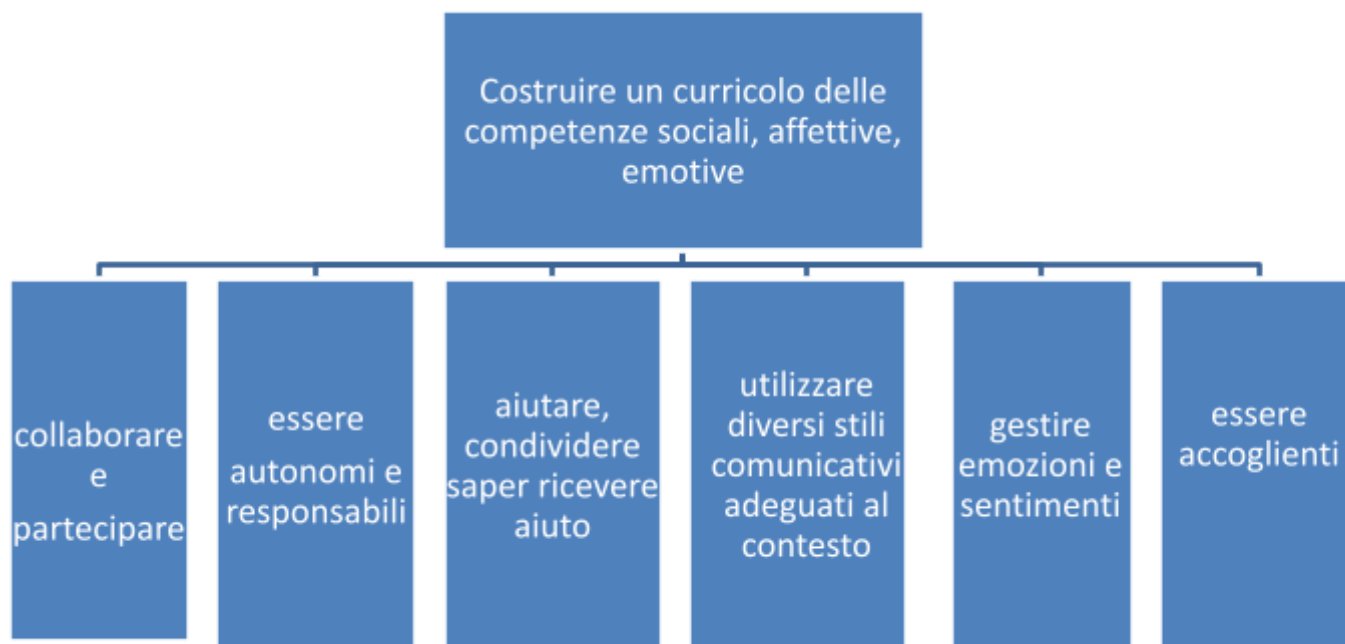 Costruire un curricolo delle
competenze sociali, affettive,
emotive
collaborare
e
partecipare
essere
autonomi e
responsabili
aiutare,
condividere
saper ricevere
aiuto
utilizzare
diversi stili
comunicativi
adeguati al
contesto
gestire
emozioni e
sentimenti
essere
accoglienti